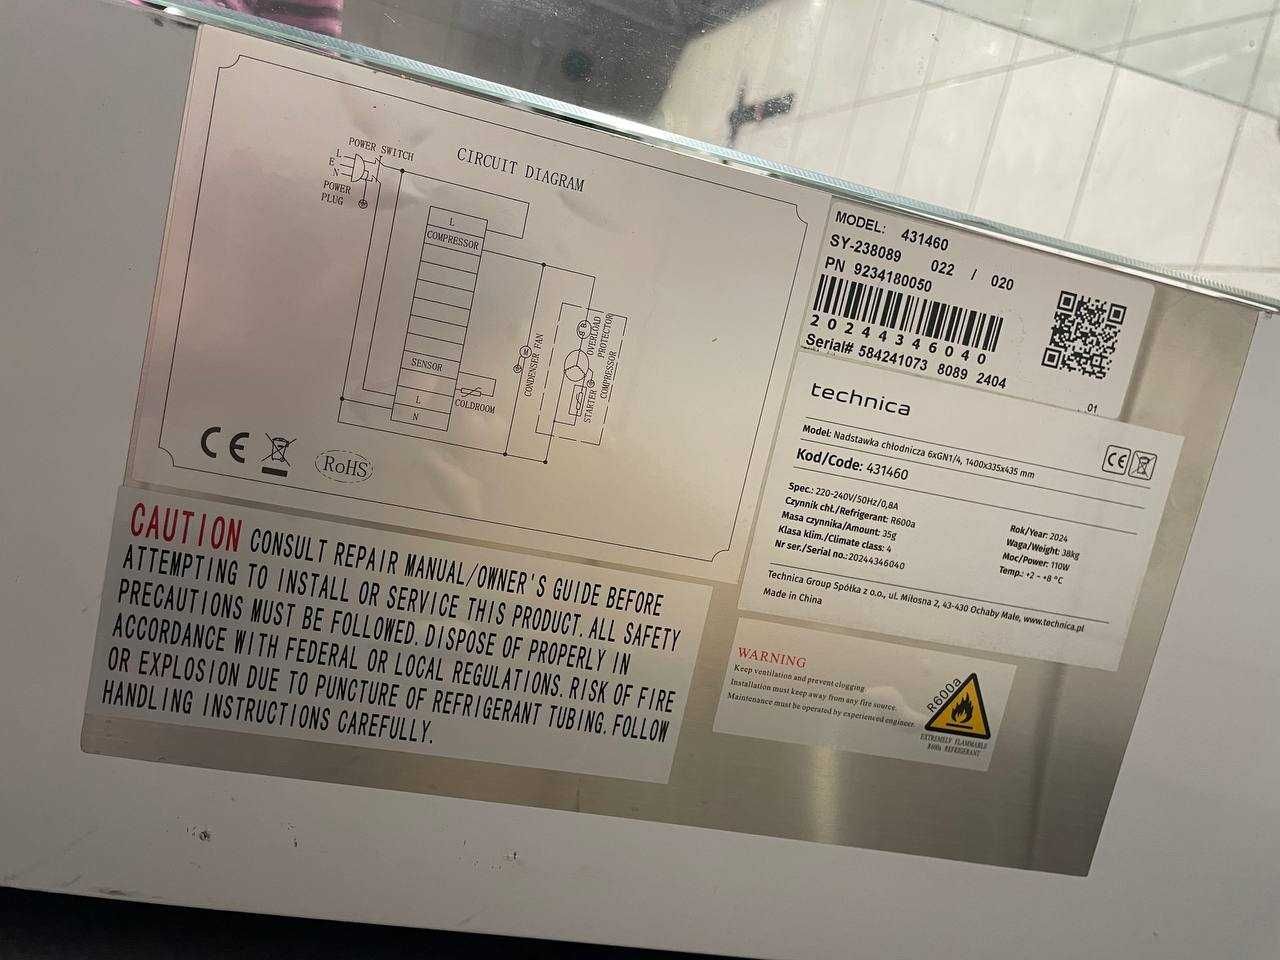 CIRCUIT DIAGRAM
POWER SWITCH
L
E
N
POWER
PLUG
L
COMPRESSOR
SENSOR
L
N
COLDROOM
CONDENSER FAN
M
STARTER
OVERLOAD
PROTECTOR
COMPRESSOR
CE
RoHS
CAUTION CONSULT REPAIR MANUAL/OWNER'S GUIDE BEFORE
ATTEMPTING TO INSTALL OR SERVICE THIS PRODUCT. ALL SAFETY
PRECAUTIONS MUST BE FOLLOWED. DISPOSE OF PROPERLY IN
ACCORDANCE WITH FEDERAL OR LOCAL REGULATIONS. RISK OF FIRE
OR EXPLOSION DUE TO PUNCTURE OF REFRIGERANT TUBING. FOLLOW
HANDLING INSTRUCTIONS CAREFULLY.
MODEL: 431460
SY-238089 022 / 020
PN 9234180050
20244346040
Serial# 584241073 8089 2404
01
technica
Model: Nadstawka chłodnicza 6xGN1/4, 1400x335x435 mm
Kod/Code: 431460
CE
Spec.: 220-240V/50Hz/0,8A
Czynnik chł./Refrigerant: R600a
Masa czynnika/Amount: 35g
Klasa klim./Climate class: 4
Nr ser./Serial no.:20244346040
Rok/Year: 2024
Waga/Weight: 38kg
Moc/Power: 110W
Temp.: +2 ~ +8 °C
Technica Group Spółka z o.o., ul. Miłosna 2, 43-430 Ochaby Małe, www.technica.pl
Made in China
WARNING
Keep ventilation and prevent clogging.
Installation must keep away from any fire source.
Maintenance must be operated by experienced engineer.
R600a
EXTREMELY FLAMMABLE
R600a REFRIGERANT